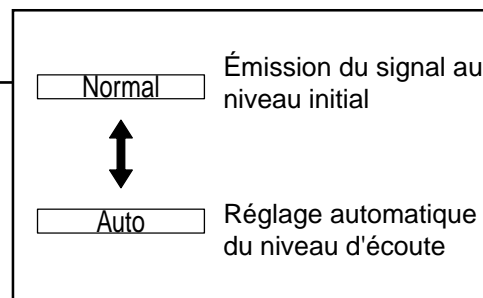 Normal
Émission du signal au
niveau initial
Auto
Réglage automatique
du niveau d'écoute